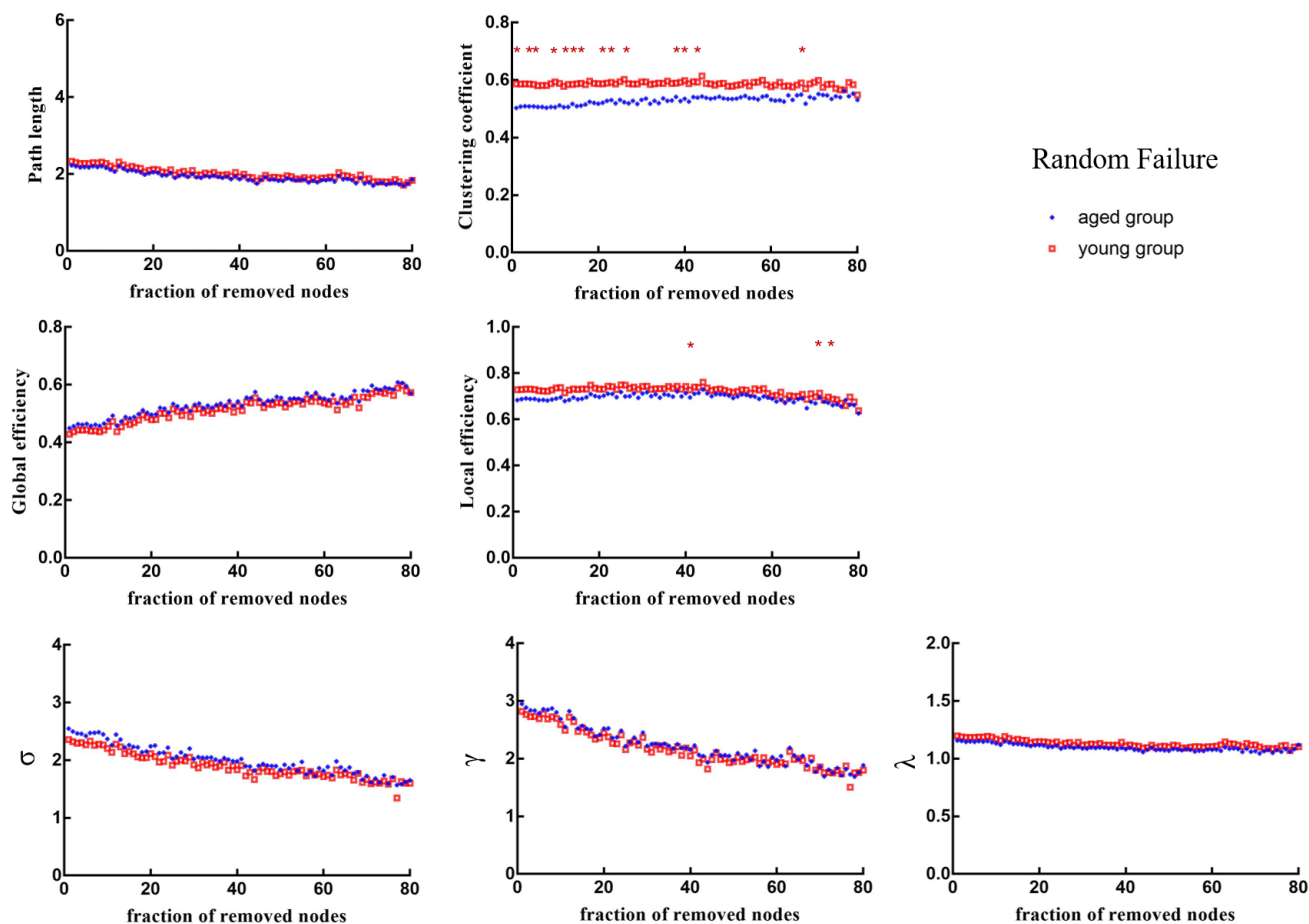 6
4
2
0
0 20 40 60 80
Path length
fraction of removed nodes
* ** * *** ** * ** * *
0.8
0.6
0.4
0.2
0.0
0 20 40 60 80
Clustering coefficient
fraction of removed nodes
Random Failure
aged group
young group
0.8
0.6
0.4
0.2
0.0
0 20 40 60 80
Global efficiency
fraction of removed nodes
* * *
1.0
0.8
0.6
0.4
0.2
0.0
0 20 40 60 80
Local efficiency
fraction of removed nodes
4
3
2
1
0
0 20 40 60 80
σ
fraction of removed nodes
4
3
2
1
0
0 20 40 60 80
γ
fraction of removed nodes
2.0
1.5
1.0
0.5
0.0
0 20 40 60 80
λ
fraction of removed nodes